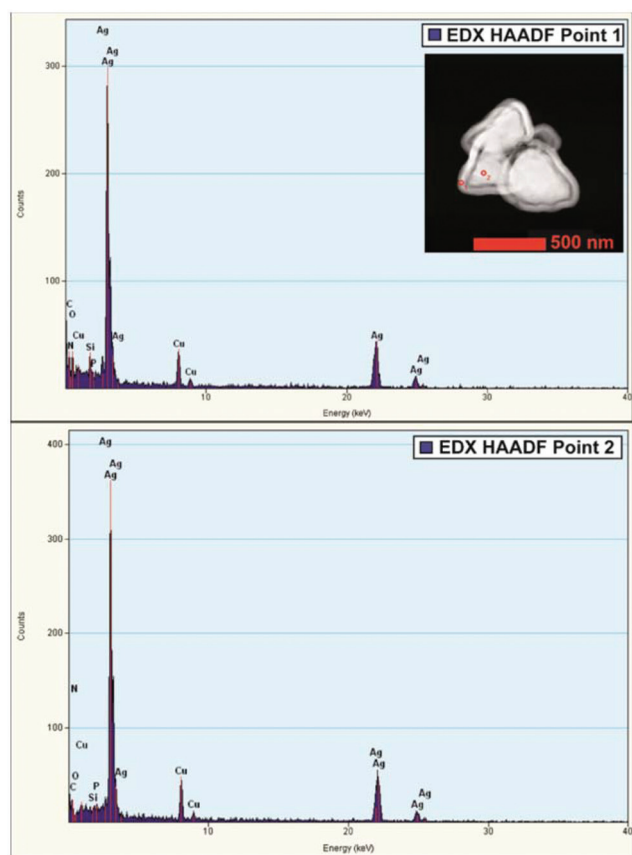 EDX HAADF Point 1
Ag
Ag
Ag
300
200
Counts
500 nm
100
C
O
Cu
N
Si
P
Ag
Cu
Cu
Ag
Ag
Ag
10
20
30
40
Energy (keV)
EDX HAADF Point 2
Ag
400
Ag
Ag
300
Counts
200
N
100
Cu
O
C
P
Si
Ag
Cu
Cu
Ag
Ag
Ag
Ag
10
20
30
40
Energy (keV)